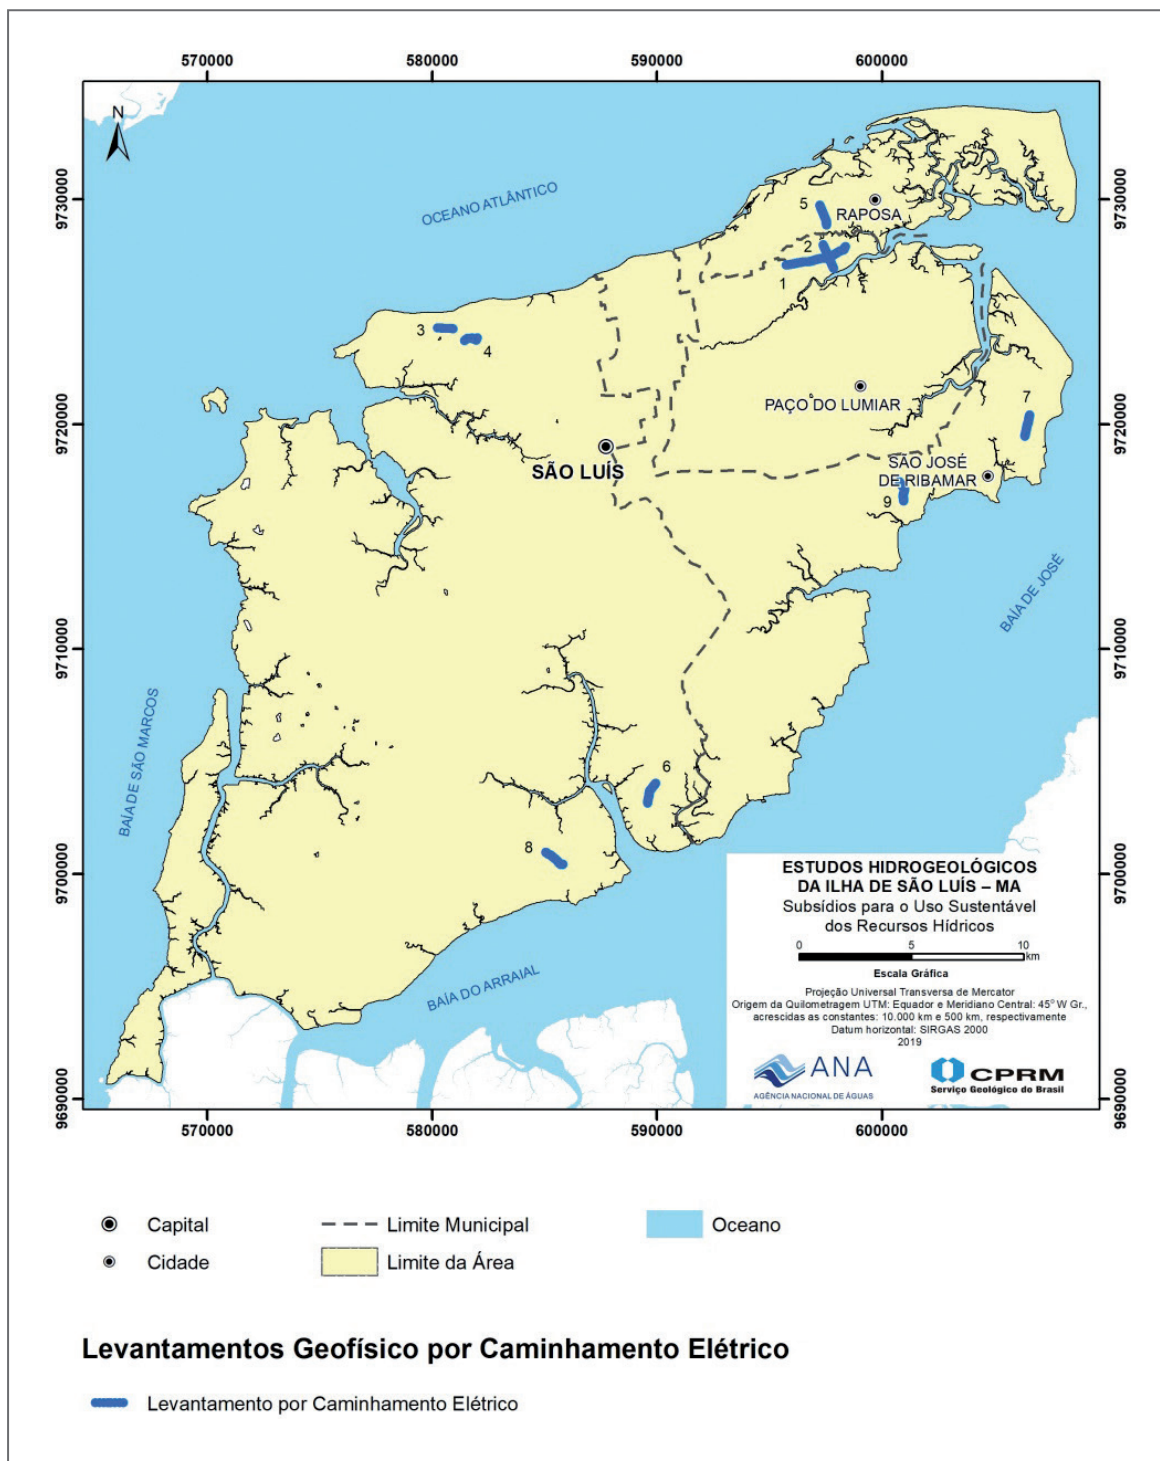 570000
580000
590000
600000
N
9730000
9730000
OCEANO ATLÂNTICO
5
RAPOSA
2
1
3
4
PAÇO DO LUMIAR
7
9720000
9720000
SÃO LUÍS
SÃO JOSÉ
DE RIBAMAR
9
BAÍA DE JOSÉ
9710000
9710000
BAÍA DE SÃO MARCOS
6
8
9700000
9700000
BAÍA DO ARRAIAL
ESTUDOS HIDROGEOLÓGICOS
DA ILHA DE SÃO LUÍS – MA
Subsídios para o Uso Sustentável
dos Recursos Hídricos
0 5 10
km
Escala Gráfica
Projeção Universal Transversa de Mercator
Origem da Quilometragem UTM: Equador e Meridiano Central: 45° W Gr.,
acrescidas as constantes: 10.000 km e 500 km, respectivamente
Datum horizontal: SIRGAS 2000
2019
ANA
AGÊNCIA NACIONAL DE ÁGUAS
CPRM
Serviço Geológico do Brasil
9690000
9690000
570000
580000
590000
600000
Capital
Limite Municipal
Oceano
Cidade
Limite da Área
Levantamentos Geofísico por Caminhamento Elétrico
Levantamento por Caminhamento Elétrico